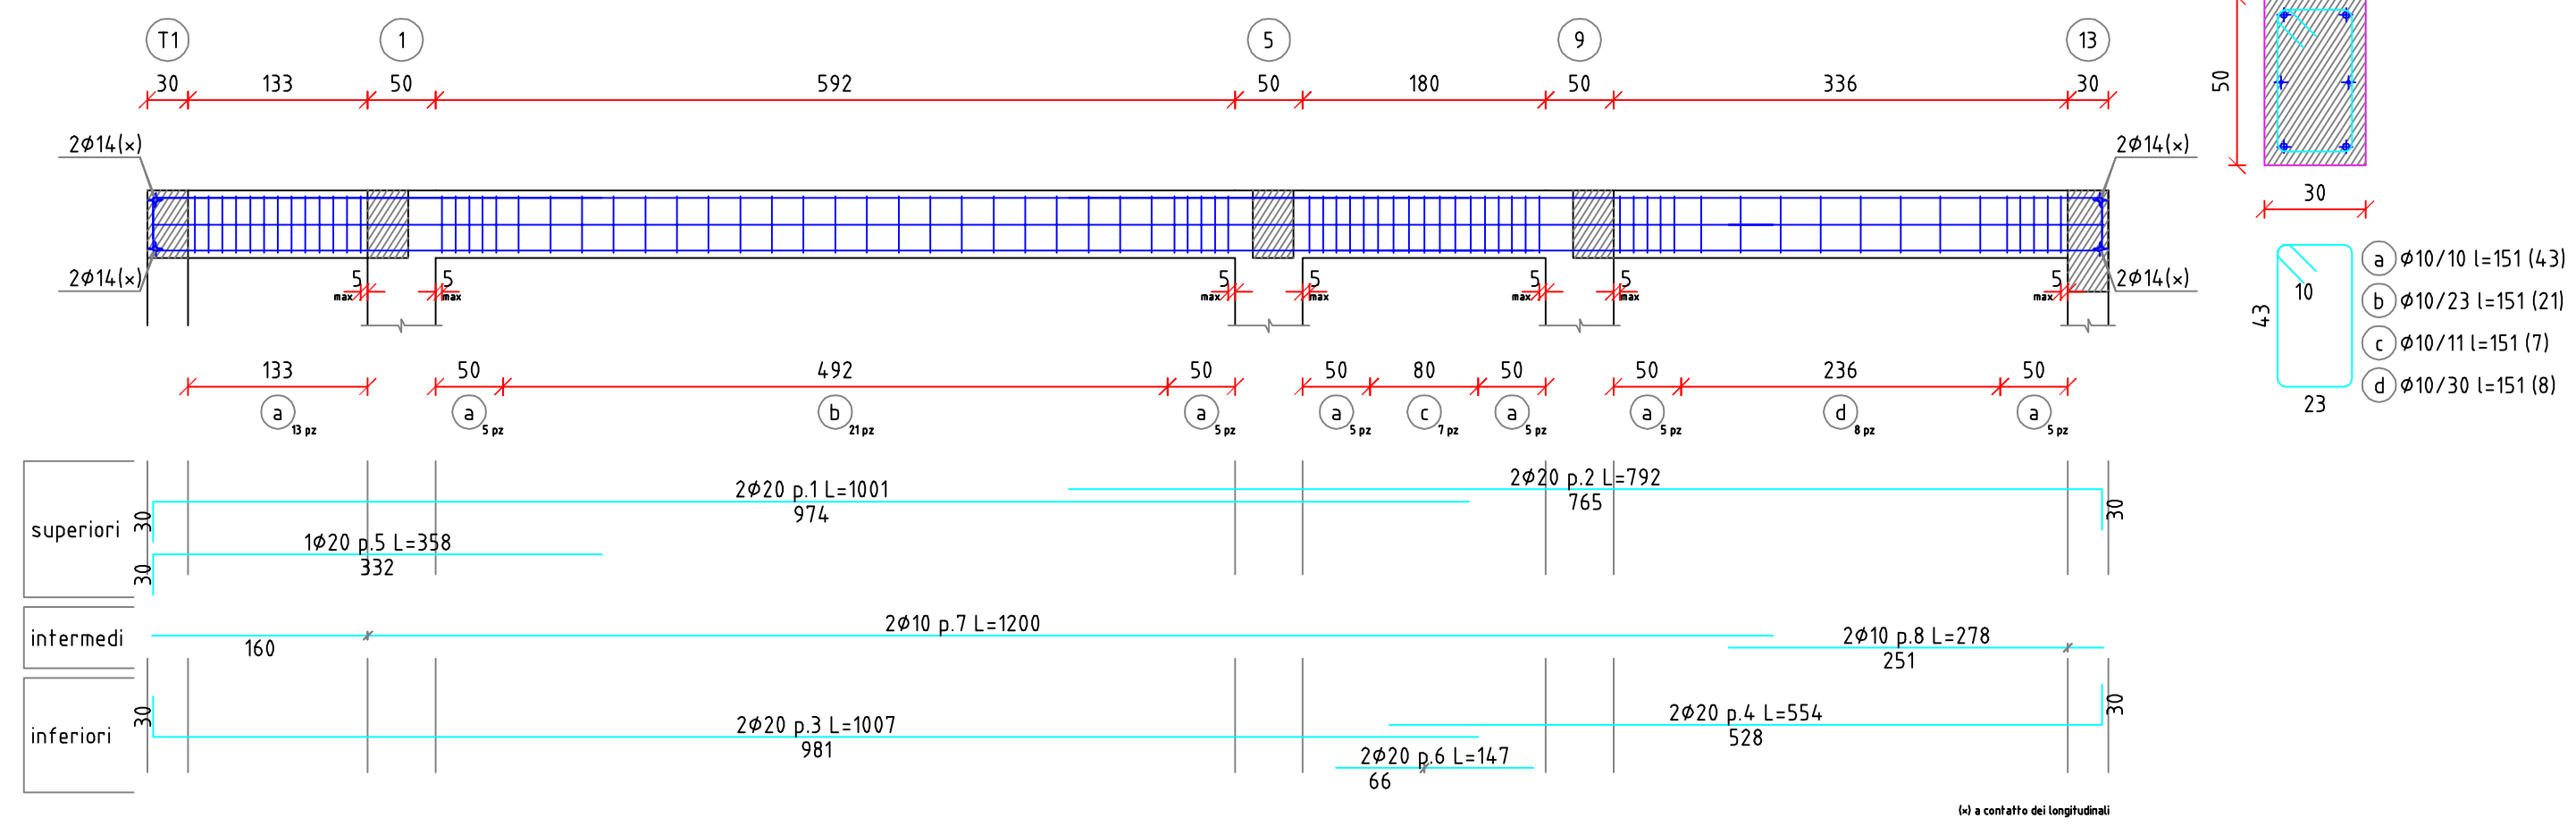 T1 1 5 9 13
30 133 50 592 50 180 50 336 30
50
30
2Ø14(×) 2Ø14(×)
2Ø14(×) 2Ø14(×)
5 5 5 5 5 5 5
max max max max max max max
133 50 492 50 50 80 50 50 236 50
a a b a a c a a d a
13 pz 5 pz 21 pz 5 pz 5 pz 7 pz 5 pz 5 pz 8 pz 5 pz
10
43
23
a Ø10/10 l=151 (43)
b Ø10/23 l=151 (21)
c Ø10/11 l=151 (7)
d Ø10/30 l=151 (8)
superiori
2Ø20 p.2 L=792
765
30
2Ø20 p.1 L=1001
974
30
1Ø20 p.5 L=358
332
30
intermedi
2Ø10 p.7 L=1200
160
2Ø10 p.8 L=278
251
inferiori
2Ø20 p.4 L=554
528
30
2Ø20 p.3 L=1007
981
30
2Ø20 p.6 L=147
66
(×) a contatto dei longitudinali